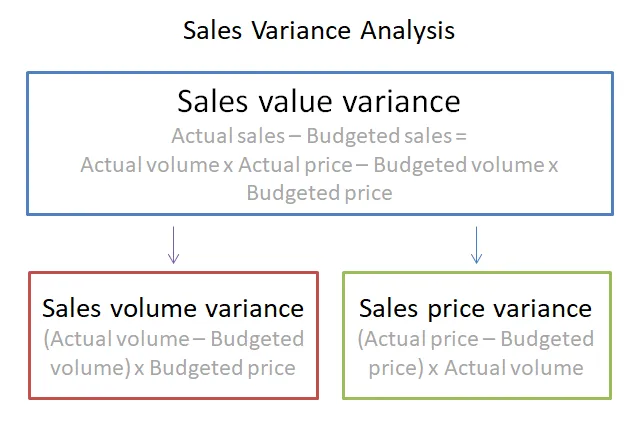 Sales Variance Analysis
Sales value variance
Actual sales – Budgeted sales =
Actual volume x Actual price – Budgeted volume x
Budgeted price
Sales volume variance
(Actual volume – Budgeted
volume) x Budgeted price
Sales price variance
(Actual price – Budgeted
price) x Actual volume